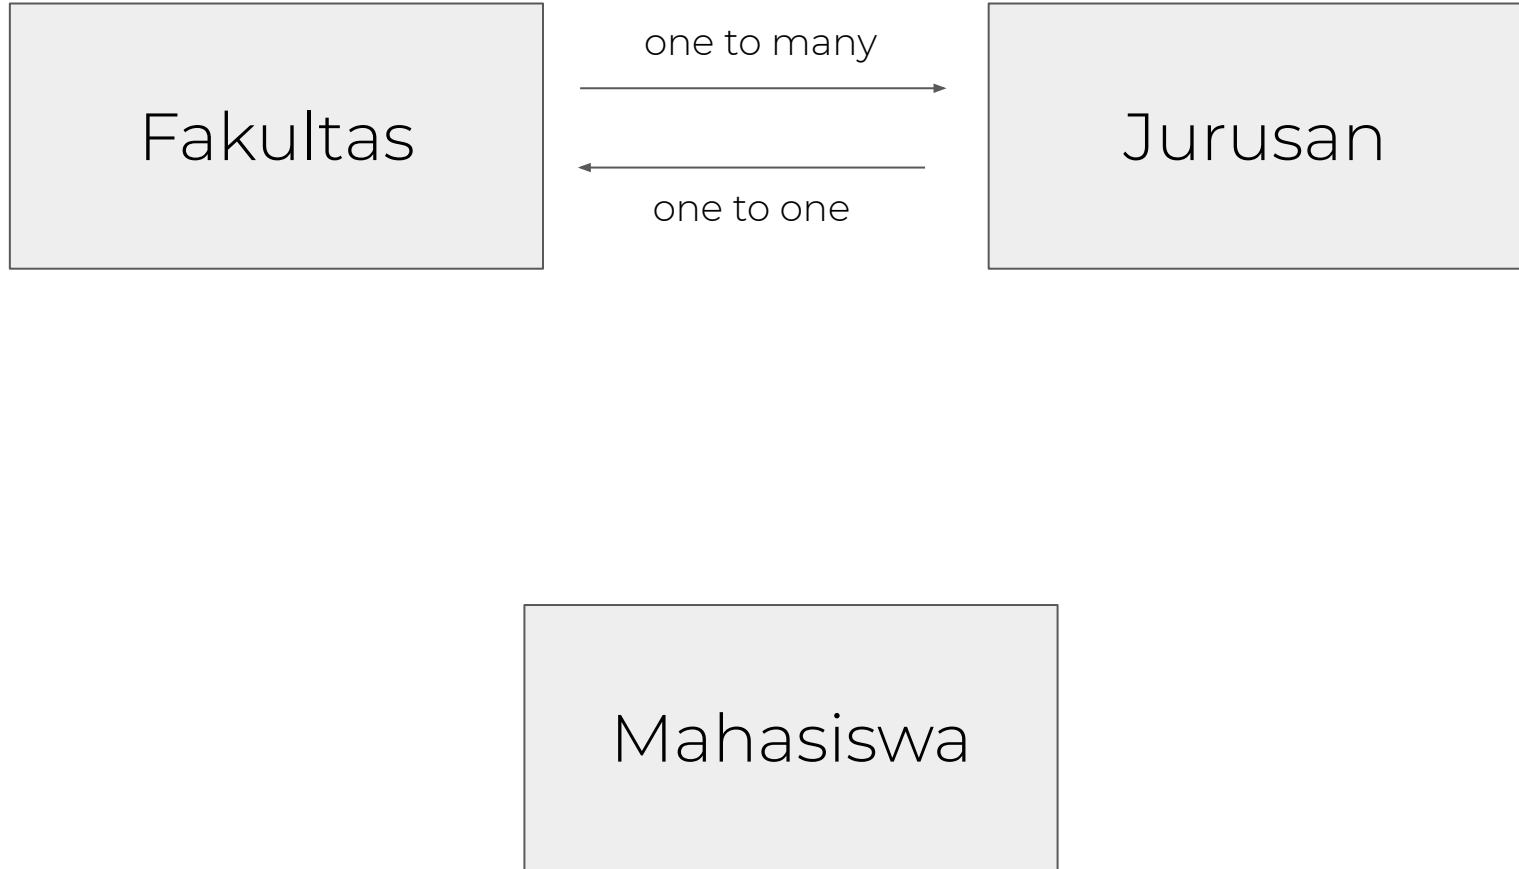 one to many
Fakultas
Jurusan
one to one
Mahasiswa